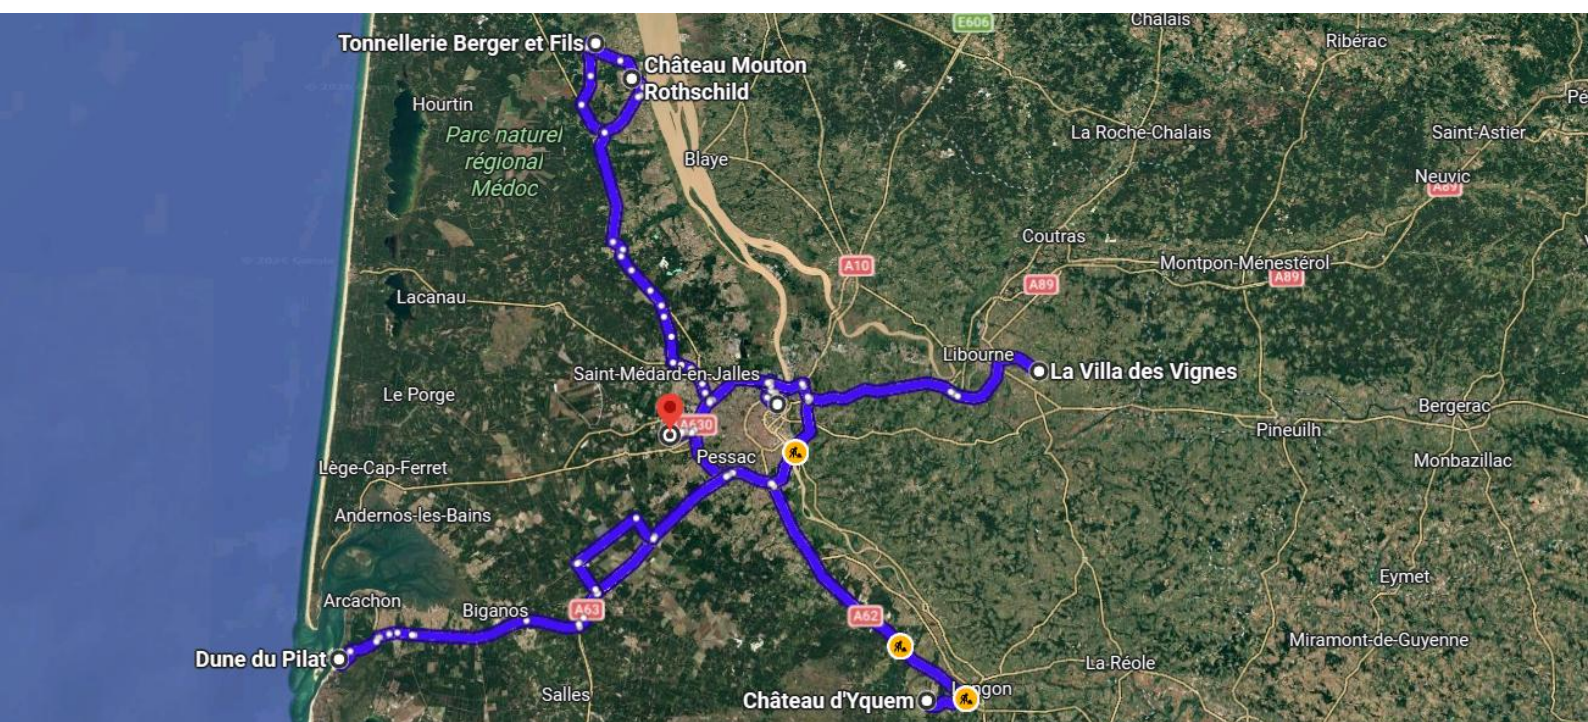 E606
Chalais
Ribérac
Tonnellerie Berger et Fils
Château Mouton
Rothschild
Hourtin
Parc naturel
régional
Médoc
La Roche-Chalais
Saint-Astier
Blaye
Neuvic
A89
Coutras
A10
Montpon-Ménestérol
A89
A89
Lacanau
Libourne
La Villa des Vignes
Saint-Médard-en-Jalles
Le Porge
Bergerac
A630
Pineuilh
Pessac
Monbazillac
Lège-Cap-Ferret
Andernos-les-Bains
Eymet
Arcachon
Biganos
A63
A62
Miramont-de-Guyenne
Dune du Pilat
La Réole
Salles
Château d'Yquem